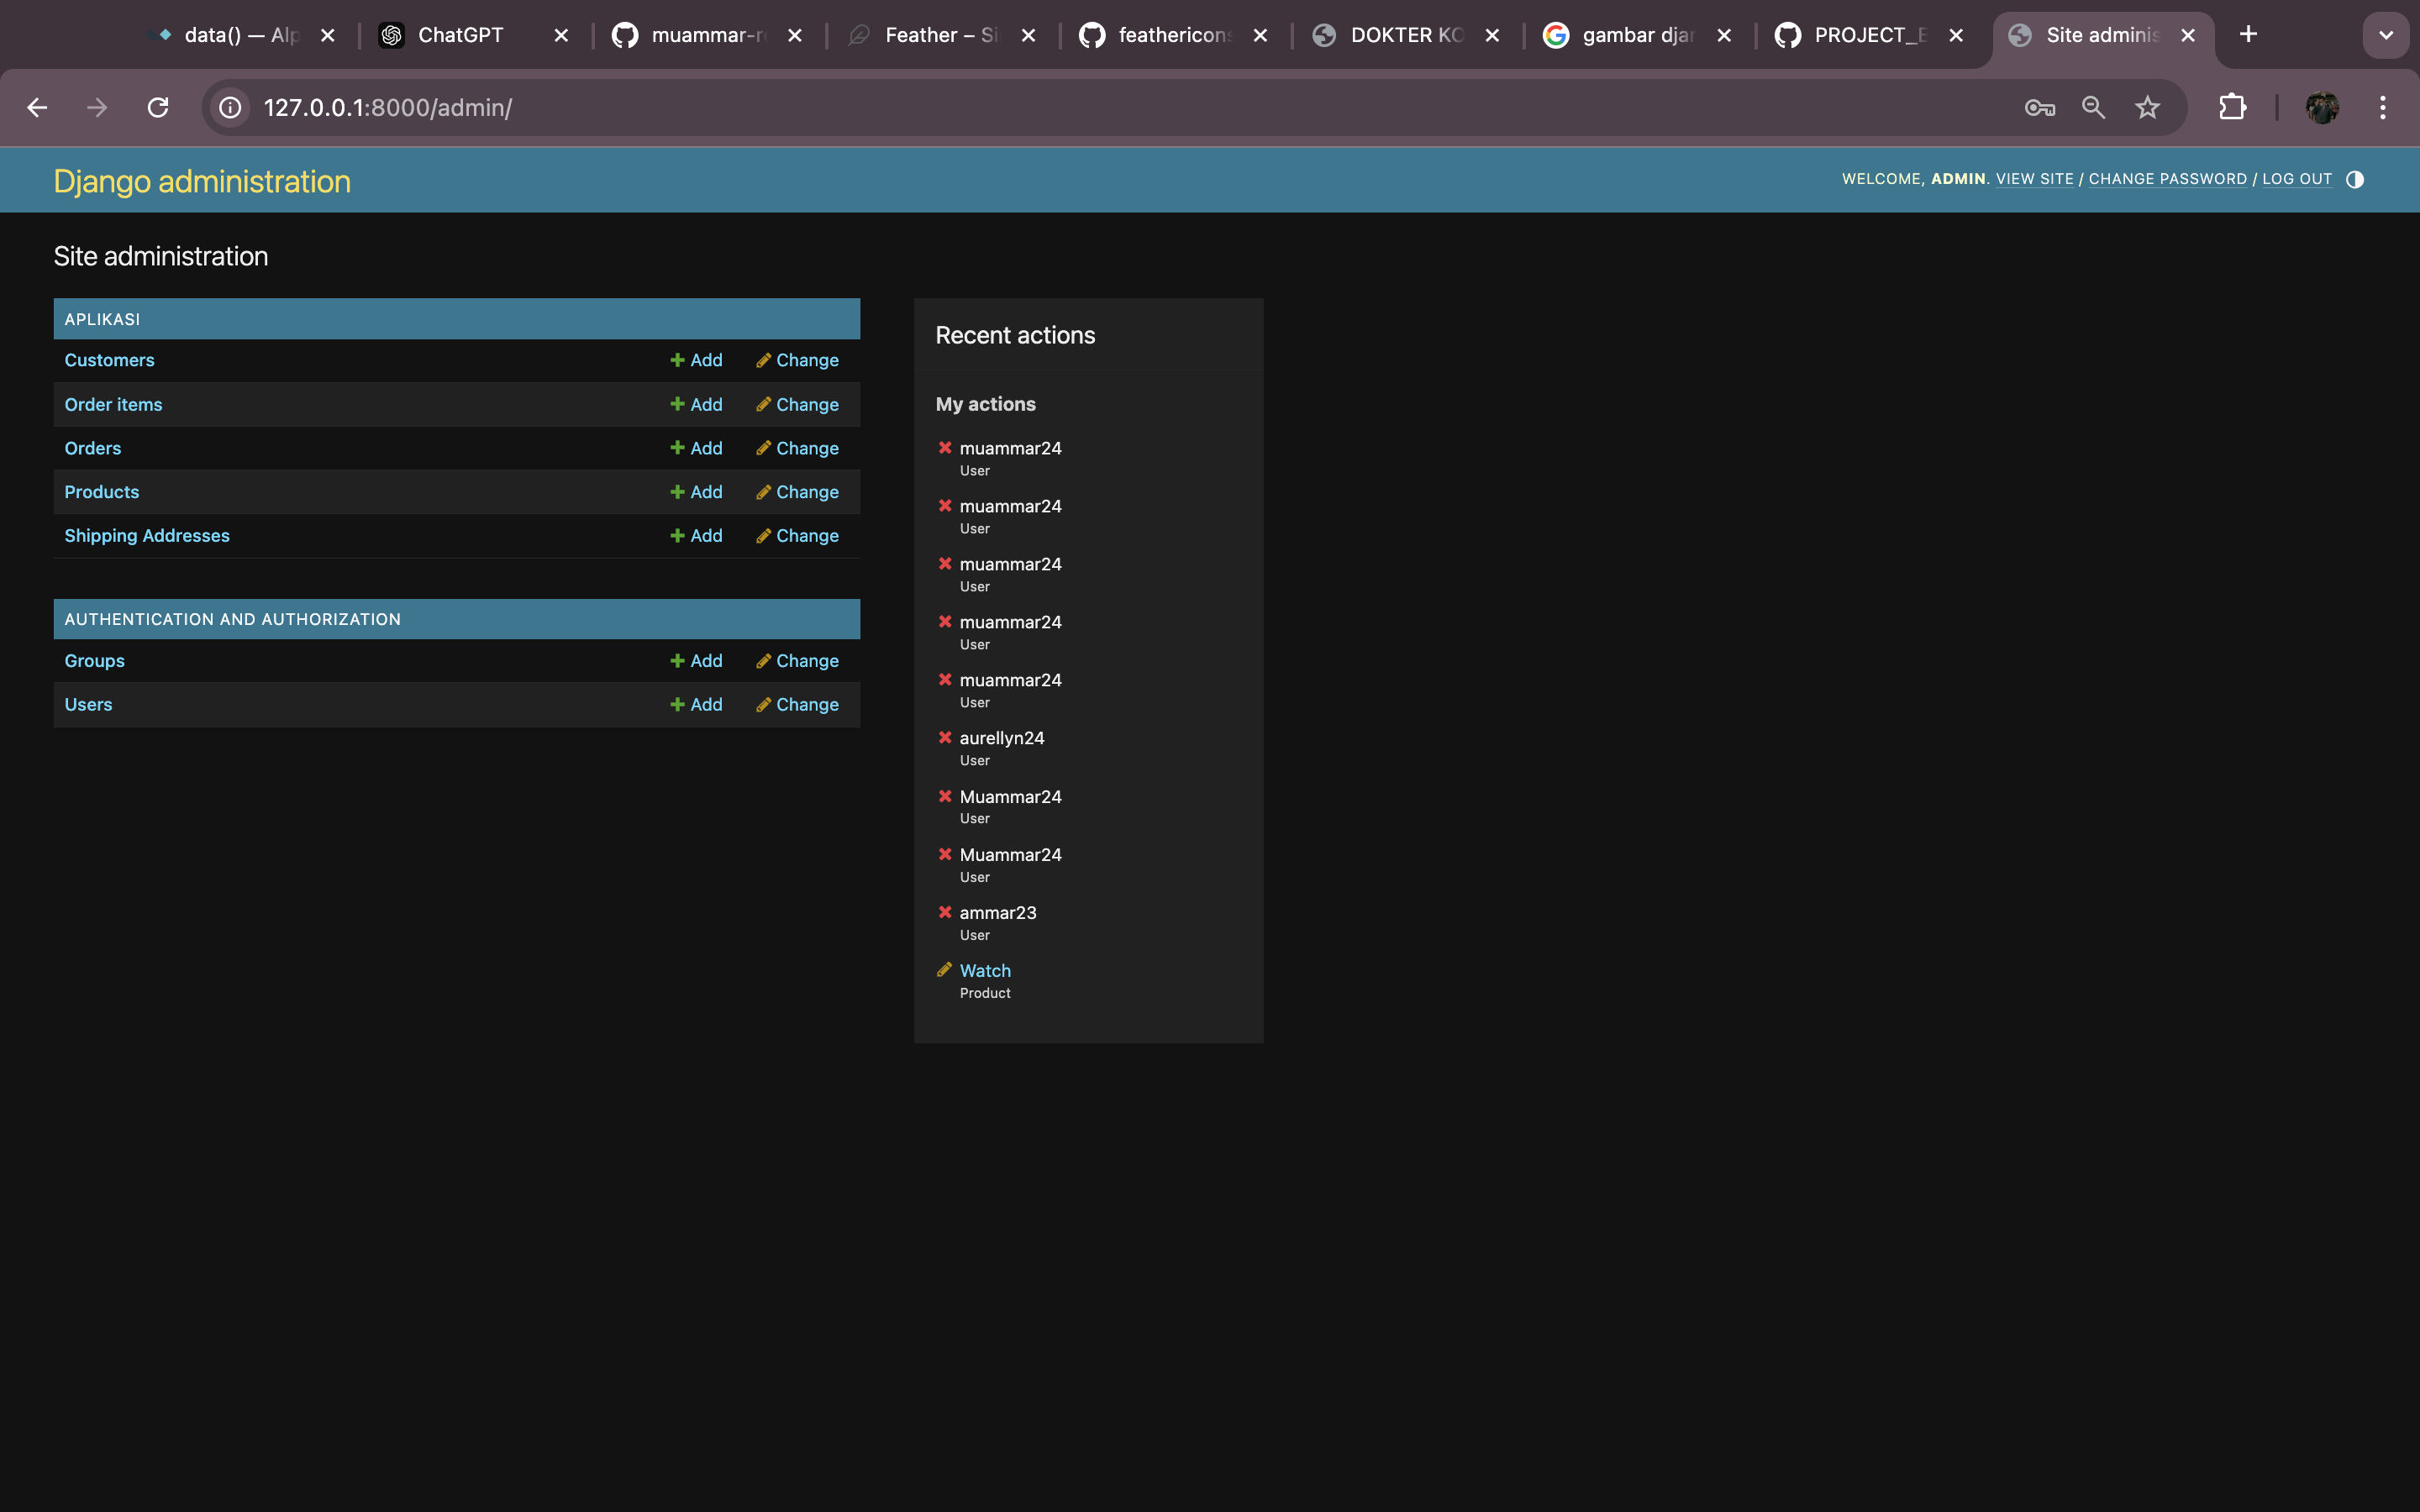 data() — Alp
ChatGPT
muammar-r
Feather – Si
feathericons
DOKTER KO
gambar djan
PROJECT_E
Site adminis
127.0.0.1:8000/admin/
Django administration
WELCOME, ADMIN. VIEW SITE / CHANGE PASSWORD / LOG OUT
Site administration
APLIKASI
Customers Add Change
Order items Add Change
Orders Add Change
Products Add Change
Shipping Addresses Add Change
AUTHENTICATION AND AUTHORIZATION
Groups Add Change
Users Add Change
Recent actions
My actions
muammar24
User
muammar24
User
muammar24
User
muammar24
User
muammar24
User
aurellyn24
User
Muammar24
User
Muammar24
User
ammar23
User
Watch
Product